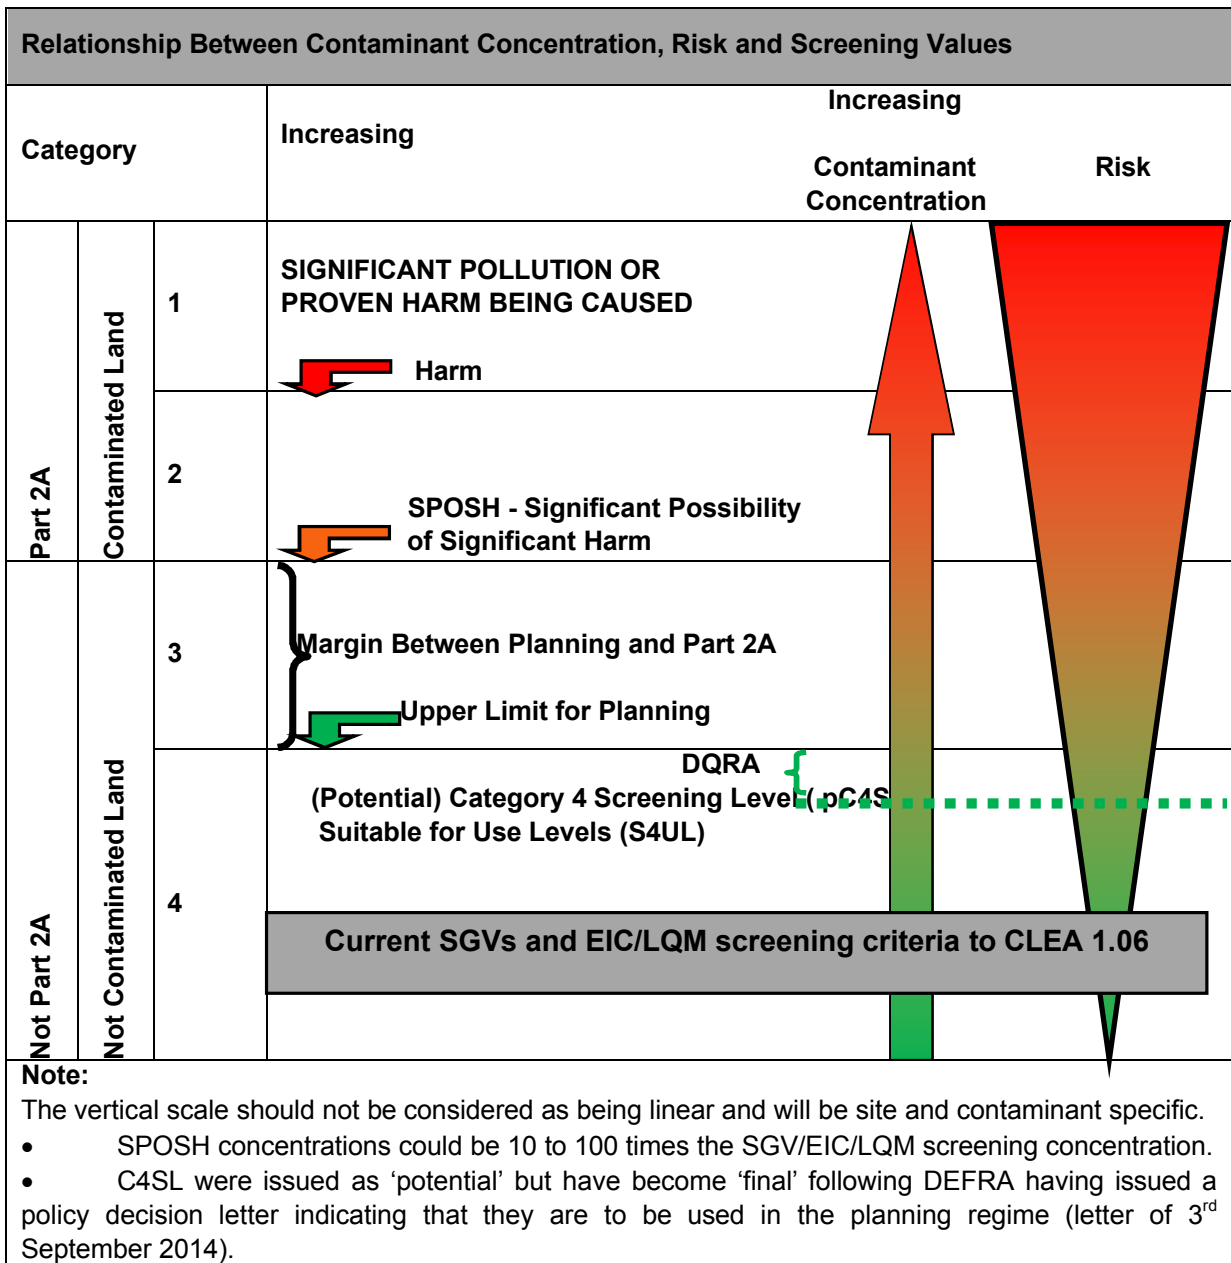 Relationship Between Contaminant Concentration, Risk and Screening Values
Category
Increasing
Increasing
Contaminant
Concentration
Risk
Part 2A
Contaminated Land
1
SIGNIFICANT POLLUTION OR
PROVEN HARM BEING CAUSED
Harm
2
SPOSH - Significant Possibility
of Significant Harm
Not Part 2A
Not Contaminated Land
3
Margin Between Planning and Part 2A
Upper Limit for Planning
4
DQRA
(Potential) Category 4 Screening Level ( pC4S
Suitable for Use Levels (S4UL)
Current SGVs and EIC/LQM screening criteria to CLEA 1.06
Note:
The vertical scale should not be considered as being linear and will be site and contaminant specific.
• SPOSH concentrations could be 10 to 100 times the SGV/EIC/LQM screening concentration.
• C4SL were issued as ‘potential’ but have become ‘final’ following DEFRA having issued a
policy decision letter indicating that they are to be used in the planning regime (letter of 3rd
September 2014).